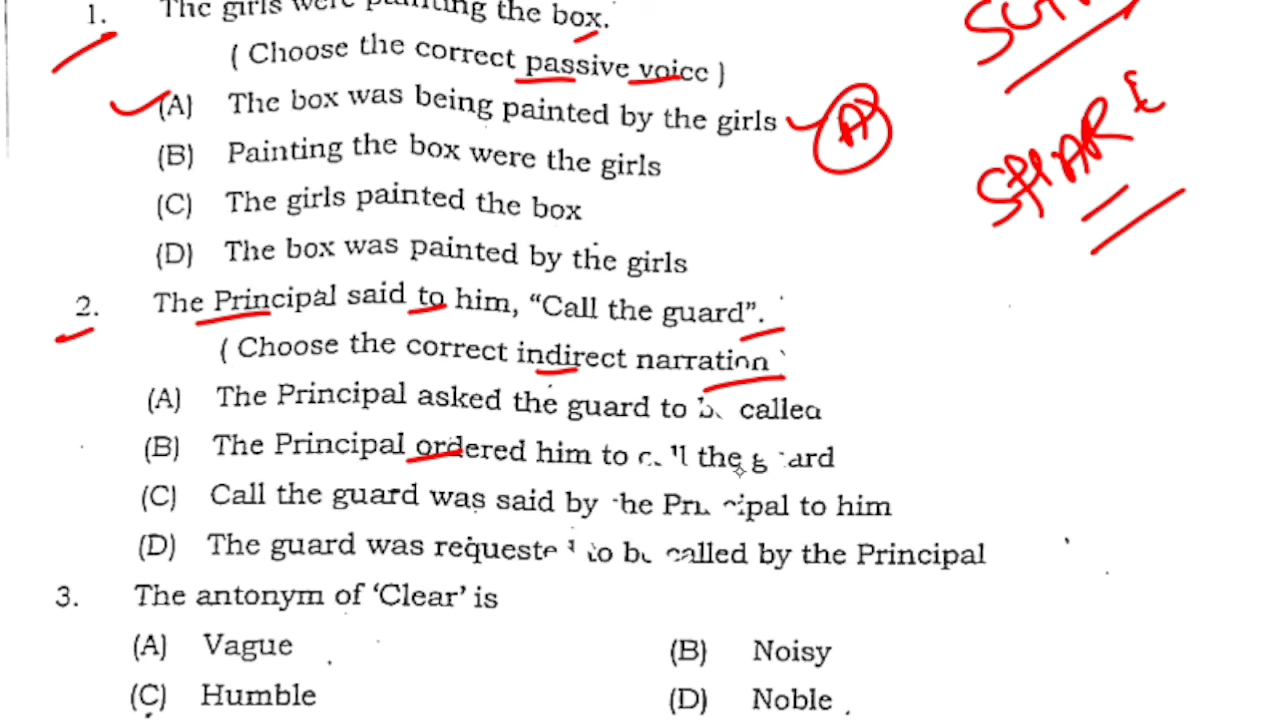 1. The girls were painting the box.
( Choose the correct passive voice )
(A) The box was being painted by the girls (A)
(B) Painting the box were the girls
SHARE
(C) The girls painted the box
(D) The box was painted by the girls
2. The Principal said to him, “Call the guard”.
( Choose the correct indirect narration
(A) The Principal asked the guard to be called
(B) The Principal ordered him to call the guard
(C) Call the guard was said by the Principal to him
(D) The guard was requested to be called by the Principal
3. The antonym of ‘Clear’ is
(A) Vague (B) Noisy
(C) Humble (D) Noble